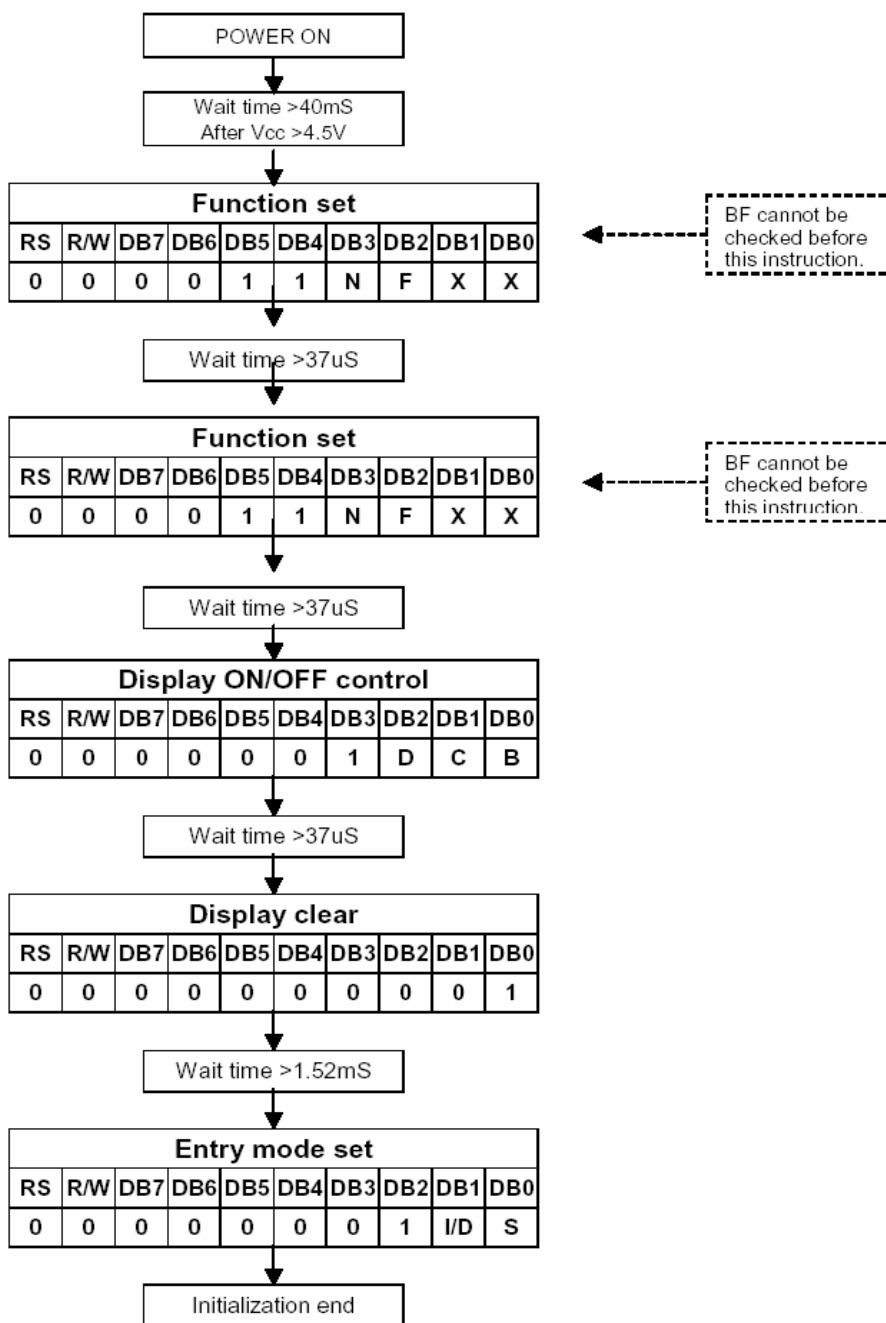 POWER ON
Wait time >40mS
After Vcc >4.5V
Function set
RS R/W DB7 DB6 DB5 DB4 DB3 DB2 DB1 DB0
0 0 0 0 1 1 N F X X
BF cannot be
checked before
this instruction.
Wait time >37uS
Function set
RS R/W DB7 DB6 DB5 DB4 DB3 DB2 DB1 DB0
0 0 0 0 1 1 N F X X
BF cannot be
checked before
this instruction.
Wait time >37uS
Display ON/OFF control
RS R/W DB7 DB6 DB5 DB4 DB3 DB2 DB1 DB0
0 0 0 0 0 0 1 D C B
Wait time >37uS
Display clear
RS R/W DB7 DB6 DB5 DB4 DB3 DB2 DB1 DB0
0 0 0 0 0 0 0 0 0 1
Wait time >1.52mS
Entry mode set
RS R/W DB7 DB6 DB5 DB4 DB3 DB2 DB1 DB0
0 0 0 0 0 0 0 1 I/D S
Initialization end